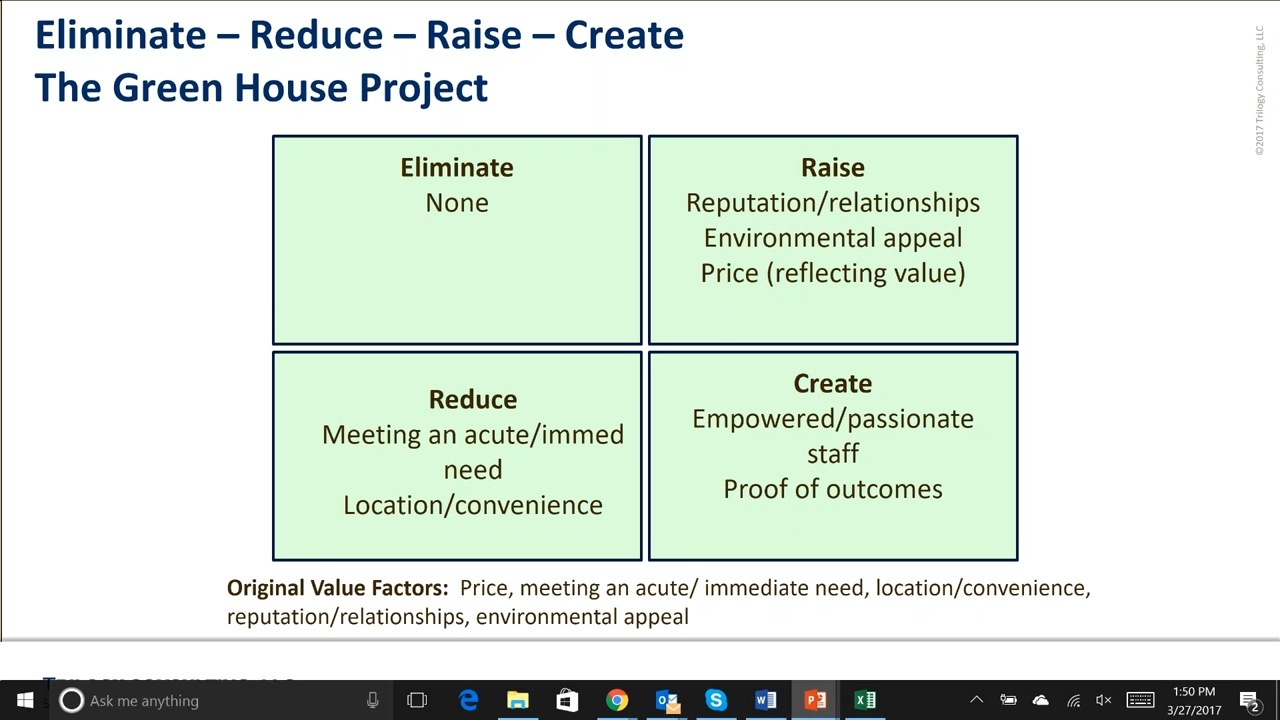 Eliminate – Reduce – Raise – Create
The Green House Project
©2017 Trilogy Consulting, LLC
Eliminate
None
Raise
Reputation/relationships
Environmental appeal
Price (reflecting value)
Reduce
Meeting an acute/immed
need
Location/convenience
Create
Empowered/passionate
staff
Proof of outcomes
Original Value Factors: Price, meeting an acute/ immediate need, location/convenience,
reputation/relationships, environmental appeal
Ask me anything
1:50 PM
3/27/2017
2